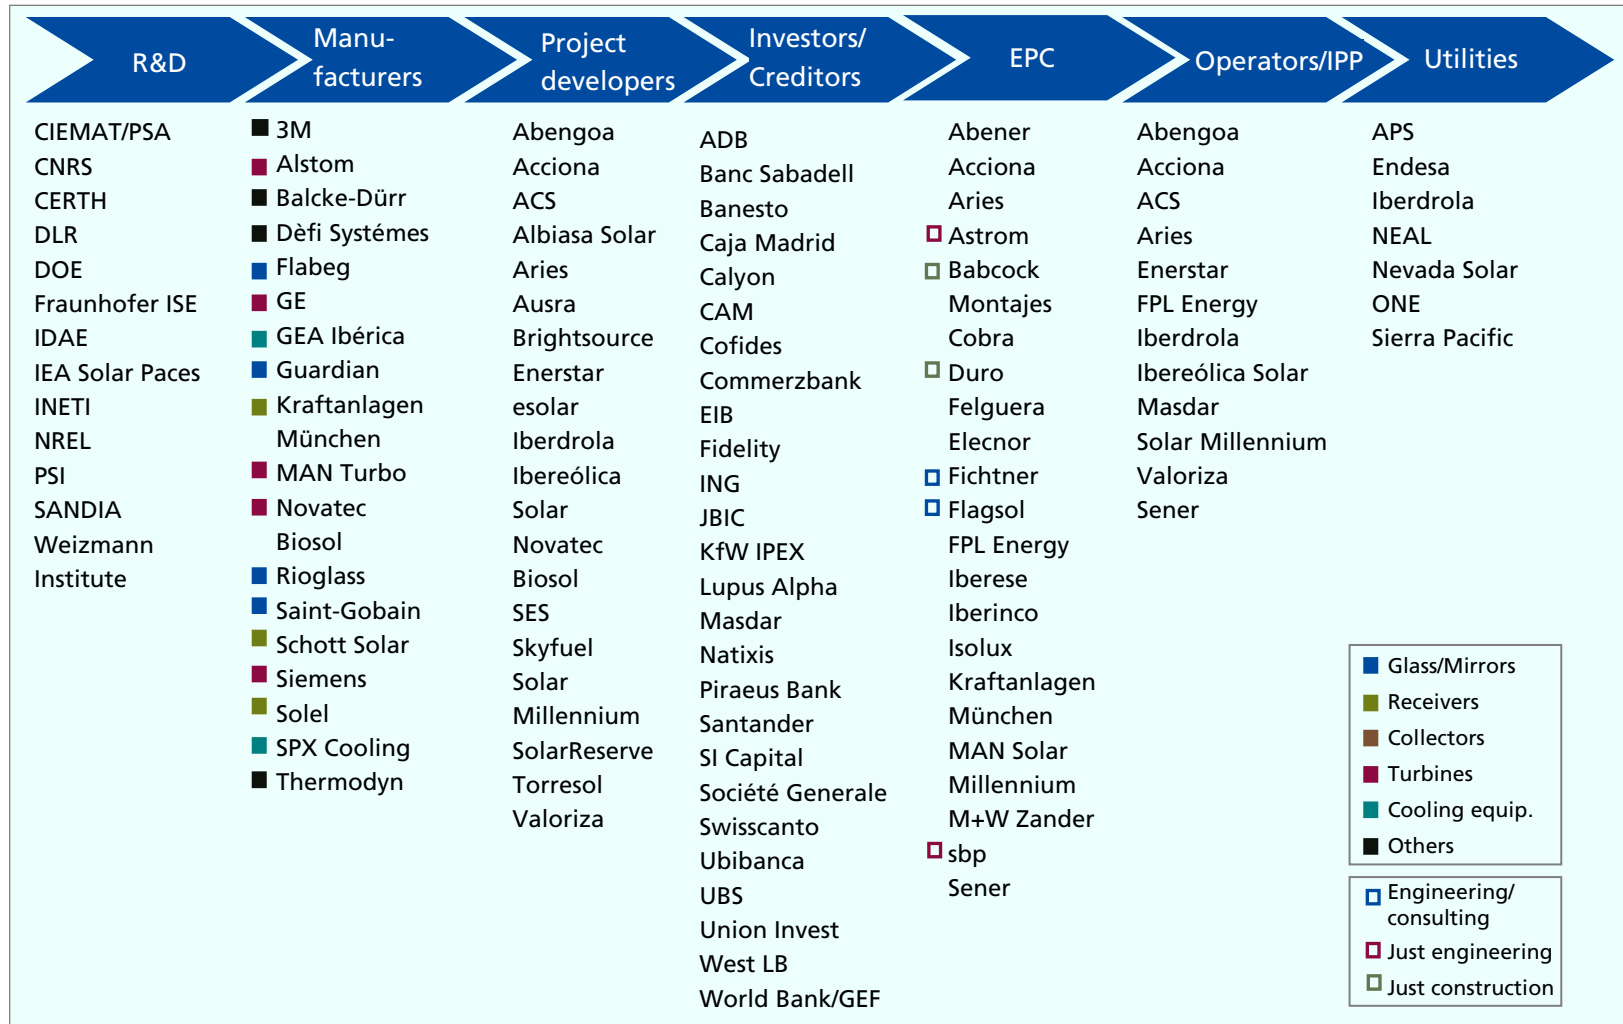 R&D
Manu-
facturers
Project
developers
Investors/
Creditors
EPC
Operators/IPP
Utilities
CIEMAT/PSA
CNRS
CERTH
DLR
DOE
Fraunhofer ISE
IDAE
IEA Solar Paces
INETI
NREL
PSI
SANDIA
Weizmann
Institute
3M
Alstom
Balcke-Dürr
Dèfi Systémes
Flabeg
GE
GEA Ibérica
Guardian
Kraftanlagen
München
MAN Turbo
Novatec
Biosol
Rioglass
Saint-Gobain
Schott Solar
Siemens
Solel
SPX Cooling
Thermodyn
Abengoa
Acciona
ACS
Albiasa Solar
Aries
Ausra
Brightsource
Enerstar
esolar
Iberdrola
Ibereólica
Solar
Novatec
Biosol
SES
Skyfuel
Solar
Millennium
SolarReserve
Torresol
Valoriza
ADB
Banc Sabadell
Banesto
Caja Madrid
Calyon
CAM
Cofides
Commerzbank
EIB
Fidelity
ING
JBIC
KfW IPEX
Lupus Alpha
Masdar
Natixis
Piraeus Bank
Santander
SI Capital
Société Generale
Swisscanto
Ubibanca
UBS
Union Invest
West LB
World Bank/GEF
Abener
Acciona
Aries
Astrom
Babcock
Montajes
Cobra
Duro
Felguera
Elecnor
Fichtner
Flagsol
FPL Energy
Iberese
Iberinco
Isolux
Kraftanlagen
München
MAN Solar
Millennium
M+W Zander
sbp
Sener
Abengoa
Acciona
ACS
Aries
Enerstar
FPL Energy
Iberdrola
Ibereólica Solar
Masdar
Solar Millennium
Valoriza
Sener
APS
Endesa
Iberdrola
NEAL
Nevada Solar
ONE
Sierra Pacific
Glass/Mirrors
Receivers
Collectors
Turbines
Cooling equip.
Others
Engineering/
consulting
Just engineering
Just construction